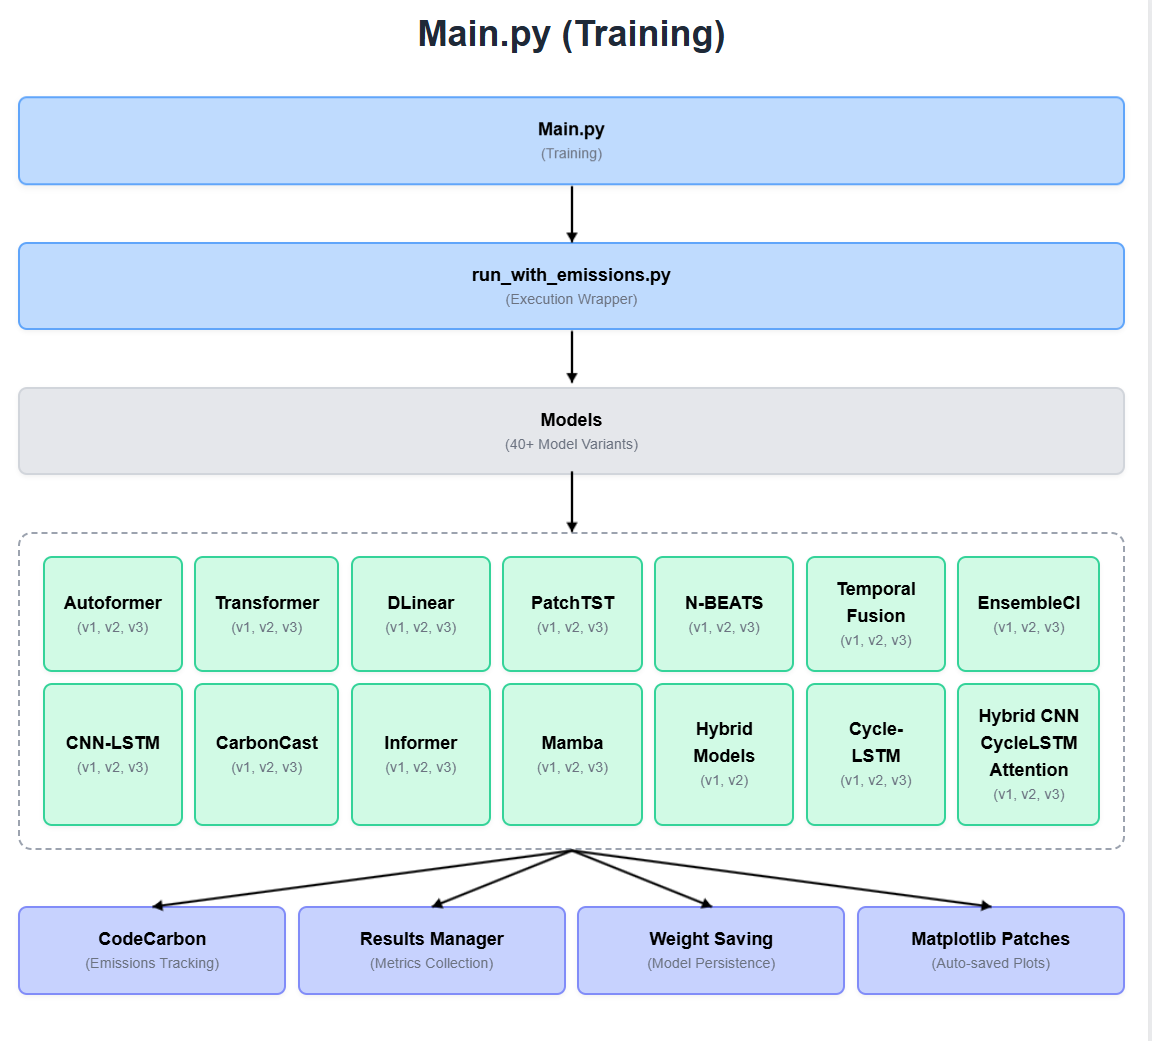 Main.py (Training)
Main.py
(Training)
run_with_emissions.py
(Execution Wrapper)
Models
(40+ Model Variants)
Autoformer
(v1, v2, v3)
Transformer
(v1, v2, v3)
DLinear
(v1, v2, v3)
PatchTST
(v1, v2, v3)
N-BEATS
(v1, v2, v3)
Temporal
Fusion
(v1, v2, v3)
EnsembleCI
(v1, v2, v3)
CNN-LSTM
(v1, v2, v3)
CarbonCast
(v1, v2, v3)
Informer
(v1, v2, v3)
Mamba
(v1, v2, v3)
Hybrid
Models
(v1, v2)
Cycle-
LSTM
(v1, v2, v3)
Hybrid CNN
CycleLSTM
Attention
(v1, v2, v3)
CodeCarbon
(Emissions Tracking)
Results Manager
(Metrics Collection)
Weight Saving
(Model Persistence)
Matplotlib Patches
(Auto-saved Plots)